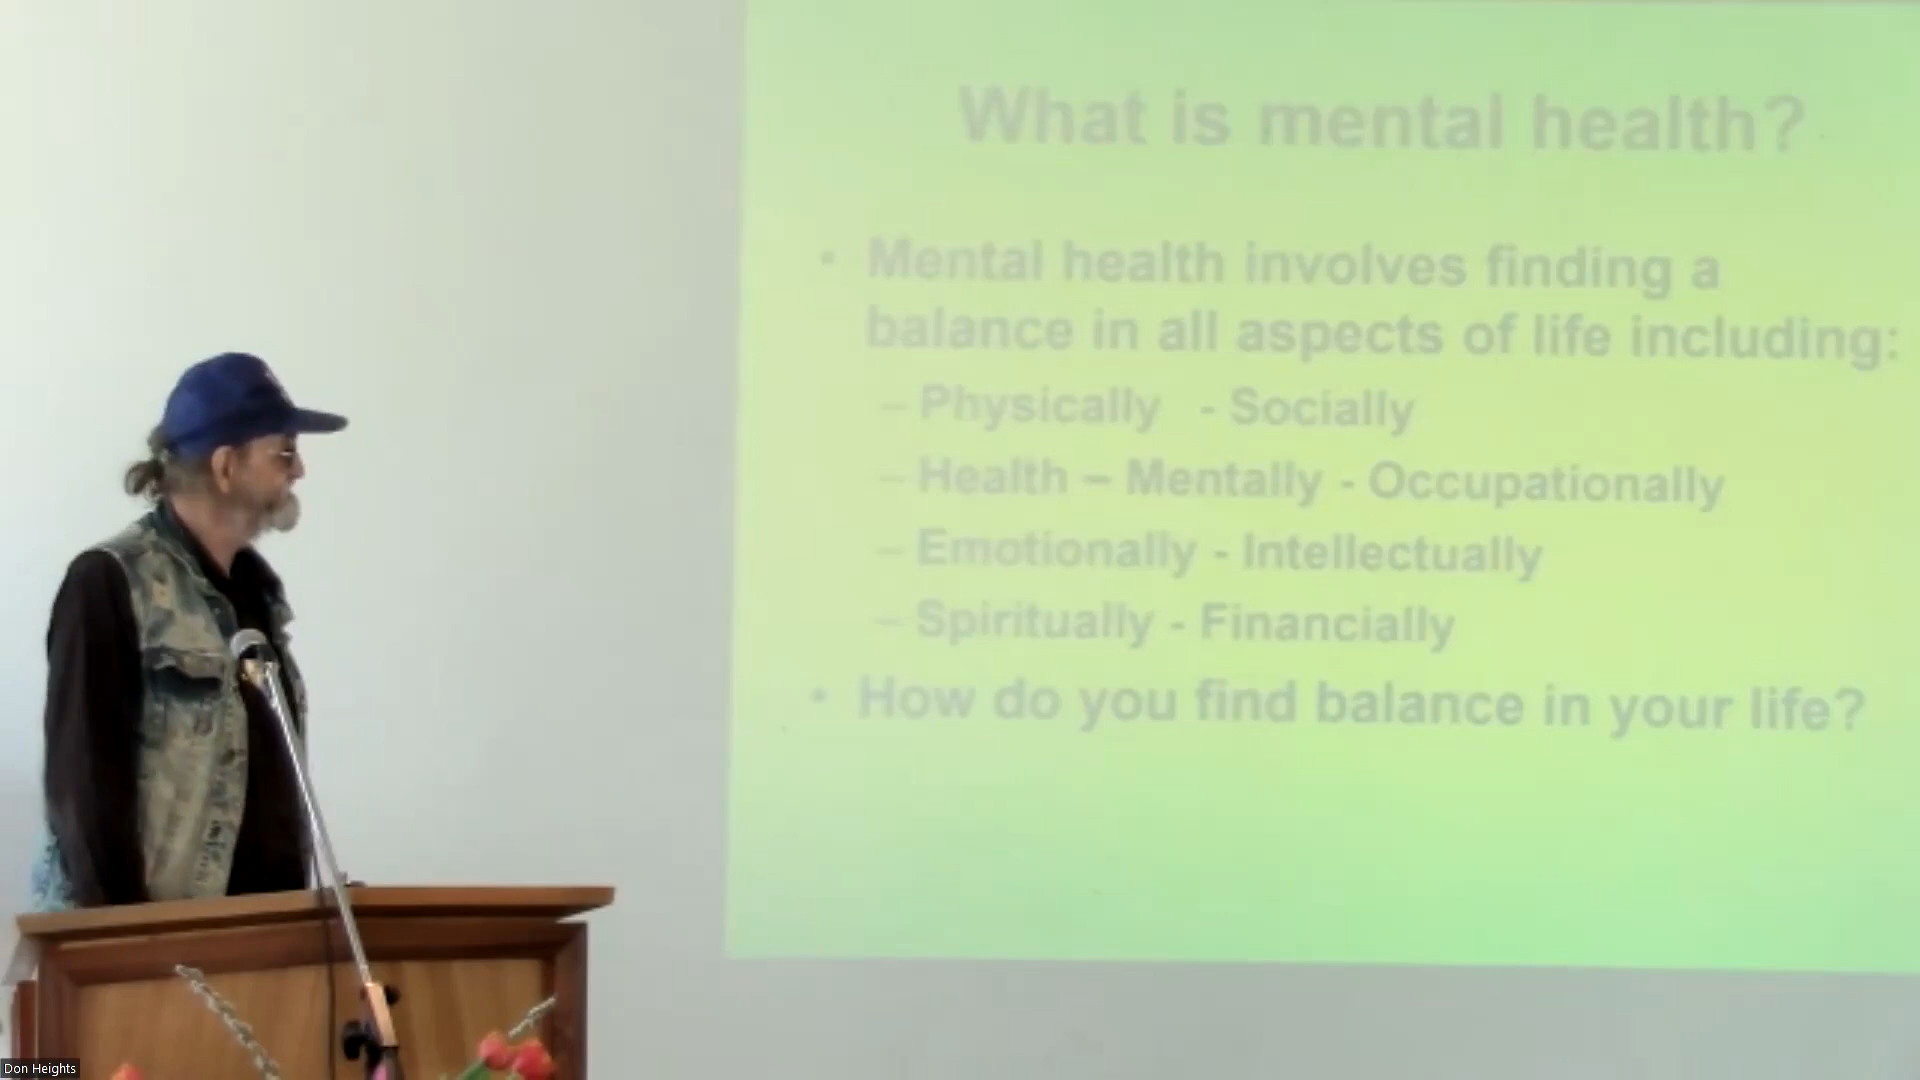 What is mental health?
• Mental health involves finding a
balance in all aspects of life including:
– Physically - Socially
– Health – Mentally - Occupationally
– Emotionally - Intellectually
– Spiritually - Financially
• How do you find balance in your life?
Don Heights